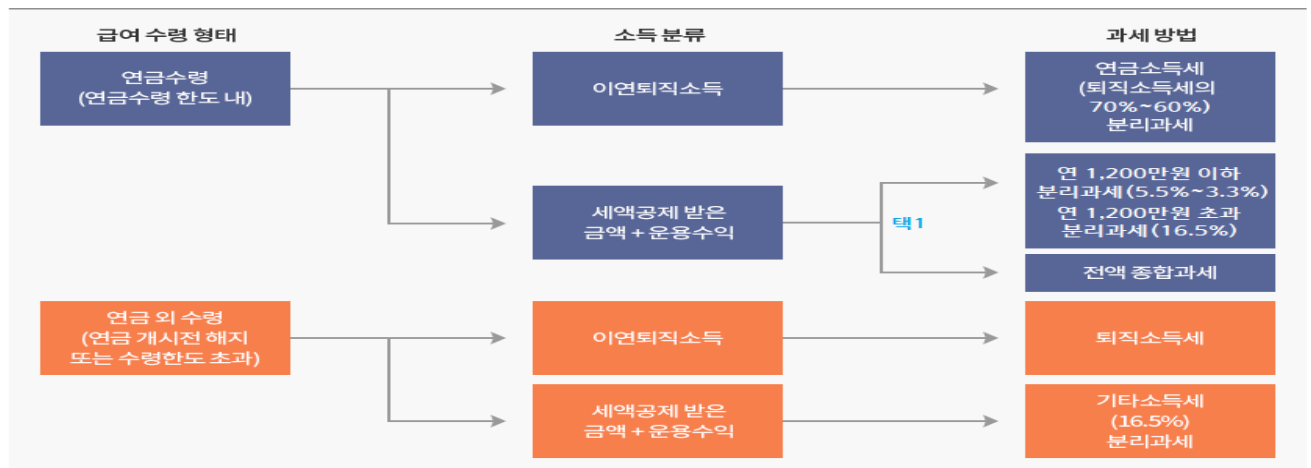 급여 수령 형태
소득 분류
과세 방법
연금수령
(연금수령 한도 내)
이연퇴직소득
연금소득세
(퇴직소득세의
70%~60%)
분리과세
세액공제 받은
금액 + 운용수익
택1
연 1,200만원 이하
분리과세(5.5%~3.3%)
연 1,200만원 초과
분리과세(16.5%)
전액 종합과세
연금 외 수령
(연금 개시전 해지
또는 수령한도 초과)
이연퇴직소득
퇴직소득세
세액공제 받은
금액 + 운용수익
기타소득세
(16.5%)
분리과세